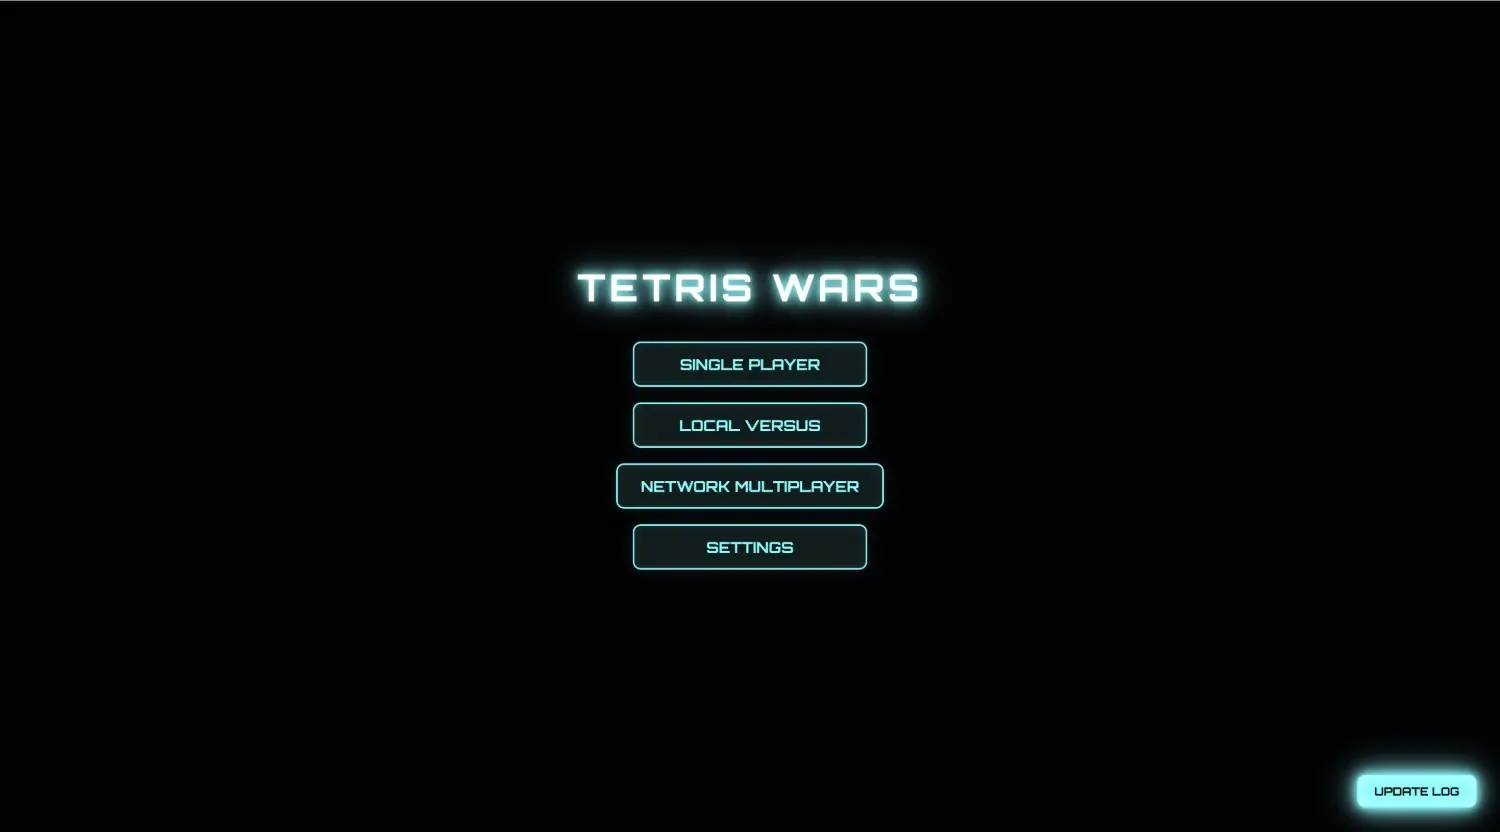 TETRIS WARS
SINGLE PLAYER
LOCAL VERSUS
NETWORK MULTIPLAYER
SETTINGS
UPDATE LOG